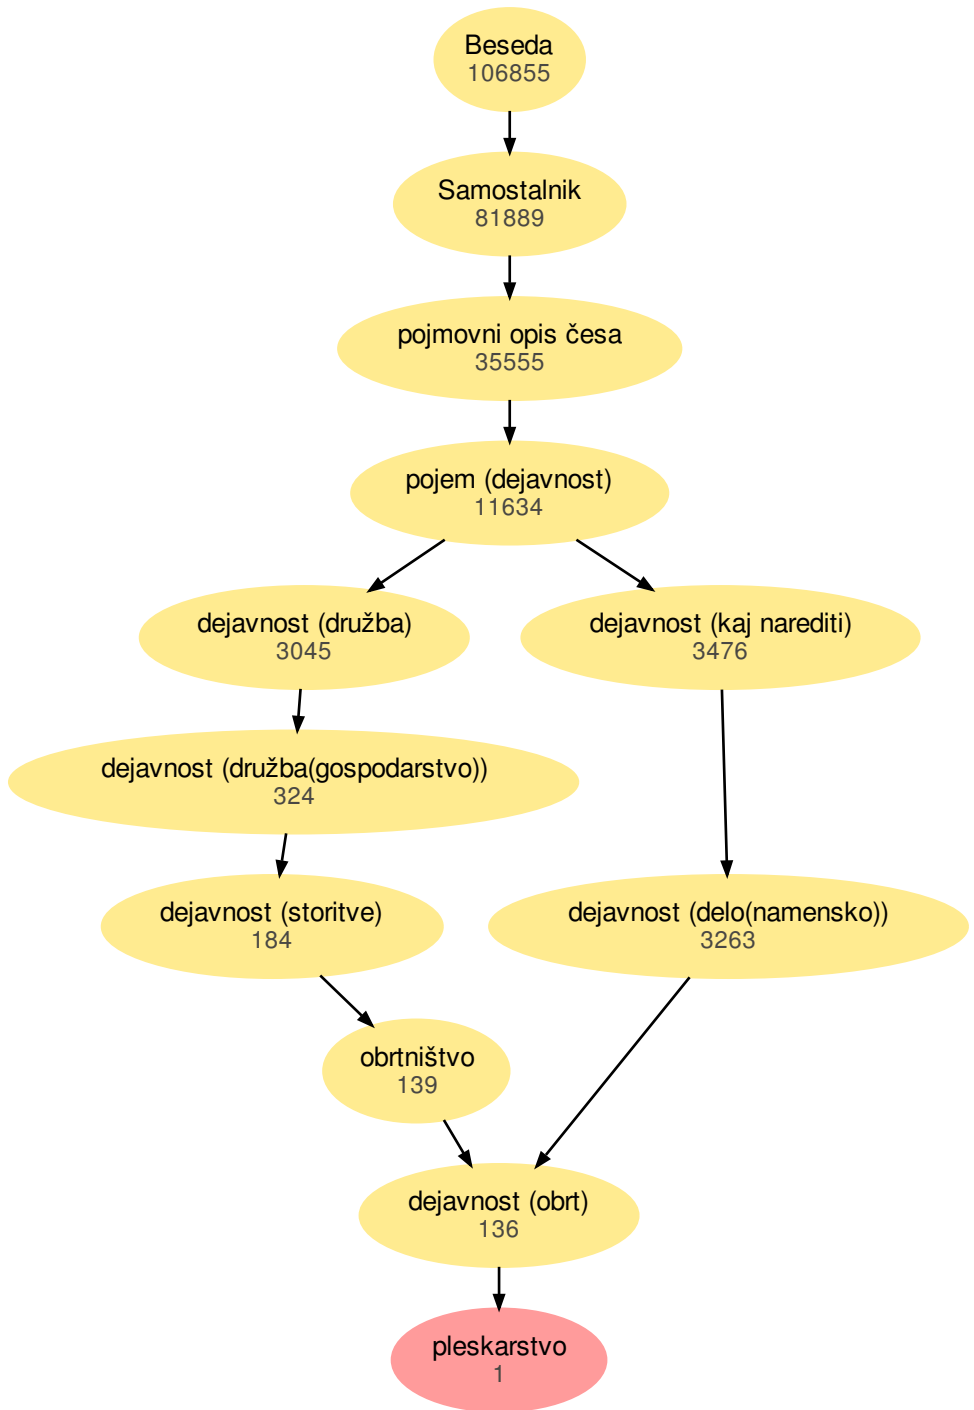 Beseda
106855
Samostalnik
81889
pojmovni opis česa
35555
pojem (dejavnost)
11634
dejavnost (družba)
3045
dejavnost (kaj narediti)
3476
dejavnost (družba(gospodarstvo))
324
dejavnost (storitve)
184
dejavnost (delo(namensko))
3263
obrtništvo
139
dejavnost (obrt)
136
pleskarstvo
1